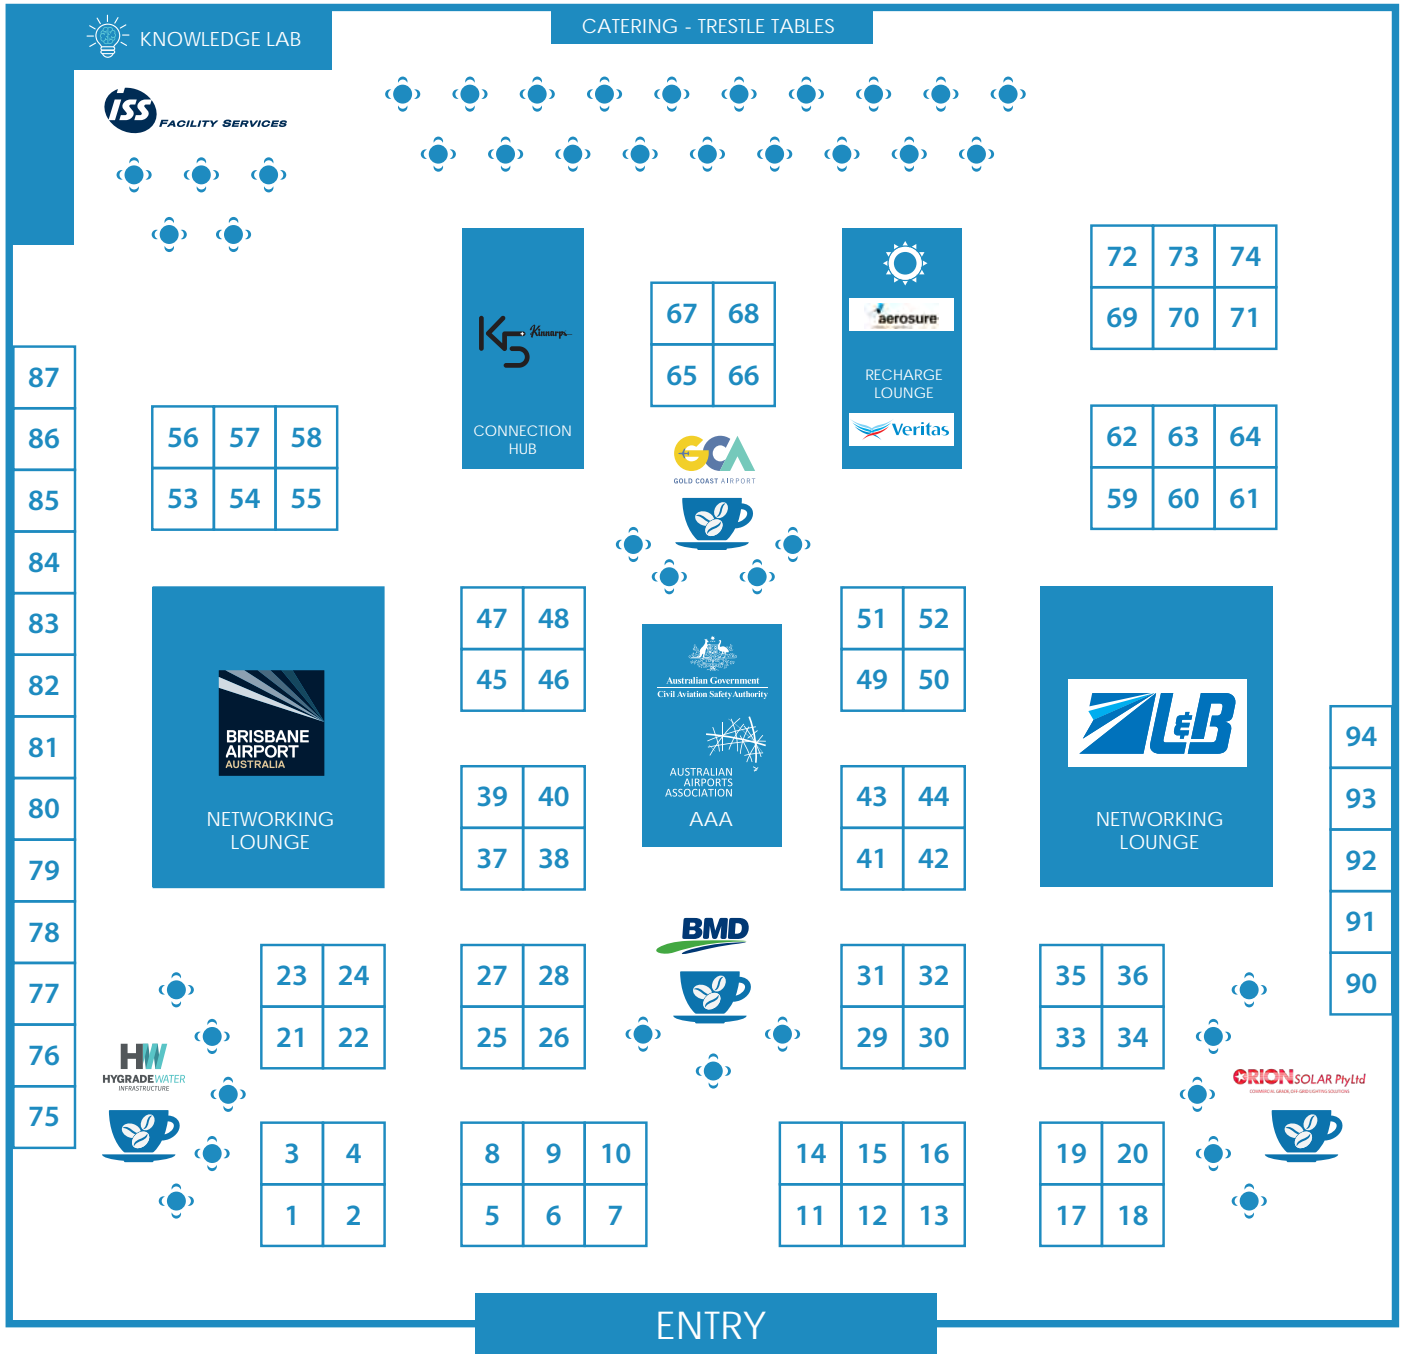 KNOWLEDGE LAB
CATERING - TRESTLE TABLES
ISS
FACILITY SERVICES
K5 Kinnarps
CONNECTION
HUB
67 68
65 66
aerosure
RECHARGE
LOUNGE
Veritas
72 73 74
69 70 71
87
86
85
84
83
82
81
80
79
78
77
76
75
56 57 58
53 54 55
GCA
GOLD COAST AIRPORT
62 63 64
59 60 61
BRISBANE
AIRPORT
AUSTRALIA
NETWORKING
LOUNGE
47 48
45 46
39 40
37 38
Australian Government
Civil Aviation Safety Authority
AUSTRALIAN
AIRPORTS
ASSOCIATION
AAA
51 52
49 50
43 44
41 42
L&B
NETWORKING
LOUNGE
94
93
92
91
90
HW
HYGRADEWATER
INFRASTRUCTURE
23 24
21 22
27 28
25 26
BMD
31 32
29 30
35 36
33 34
ORION SOLAR Pty Ltd
3 4
1 2
8 9 10
5 6 7
14 15 16
11 12 13
19 20
17 18
ENTRY